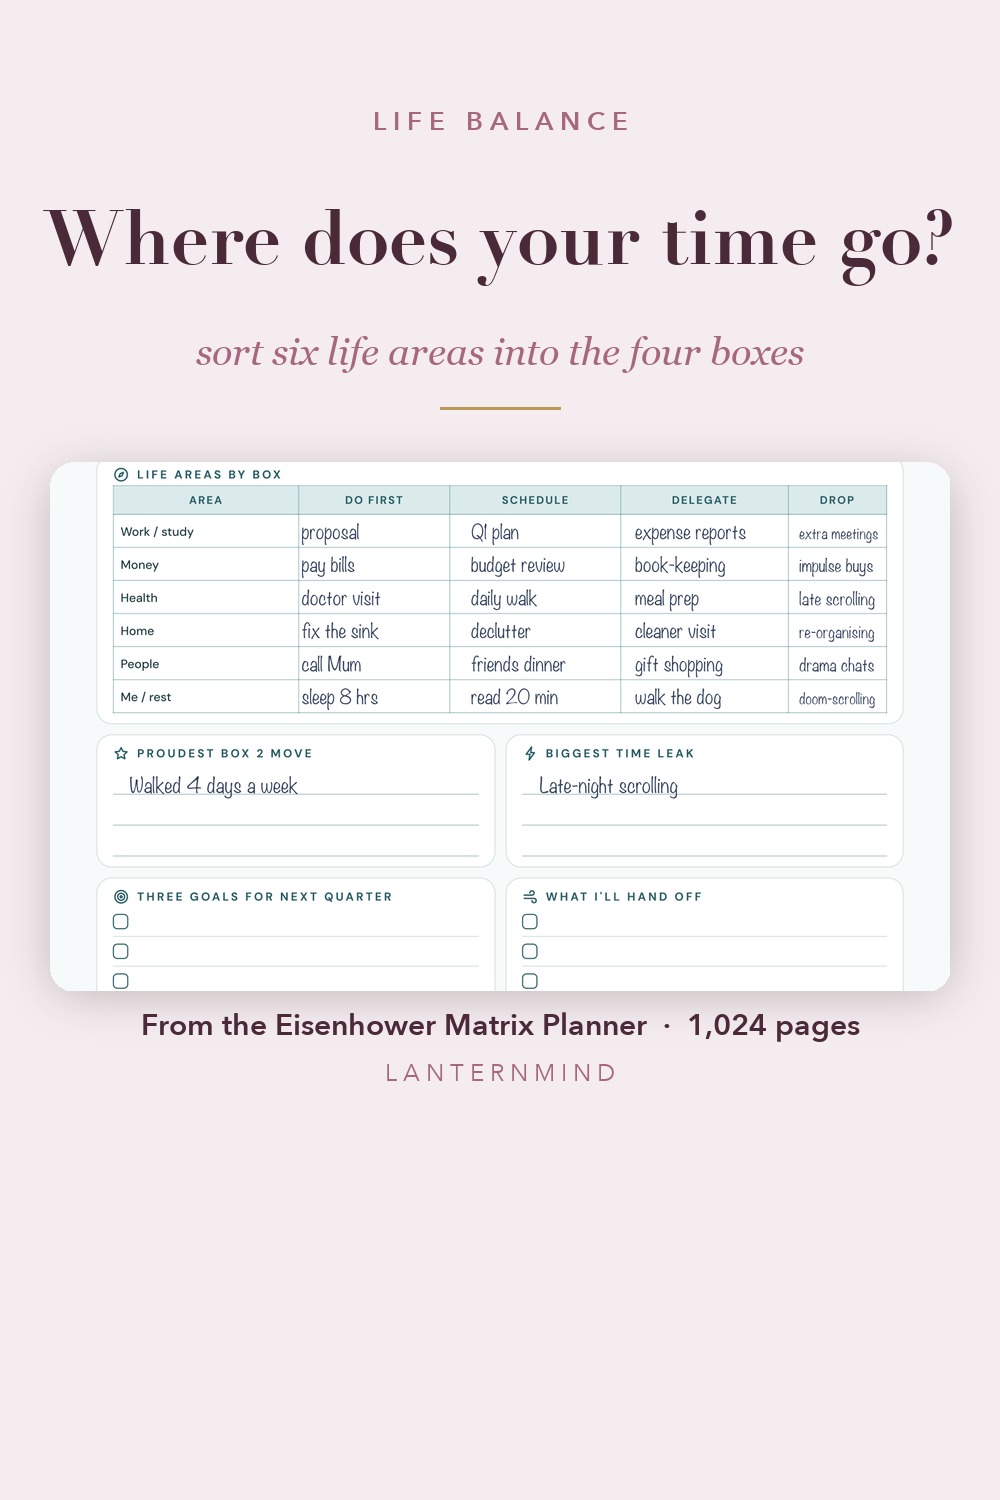 LIFE BALANCE
Where does your time go?
sort six life areas into the four boxes
LIFE AREAS BY BOX
AREA DO FIRST SCHEDULE DELEGATE DROP
Work / study proposal Q1 plan expense reports extra meetings
Money pay bills budget review book-keeping impulse buys
Health doctor visit daily walk meal prep late scrolling
Home fix the sink declutter cleaner visit re-organising
People call Mum friends dinner gift shopping drama chats
Me / rest sleep 8 hrs read 20 min walk the dog doom-scrolling
PROUDEST BOX 2 MOVE
Walked 4 days a week
BIGGEST TIME LEAK
Late-night scrolling
THREE GOALS FOR NEXT QUARTER
WHAT I'LL HAND OFF
From the Eisenhower Matrix Planner · 1,024 pages
LANTERNMIND